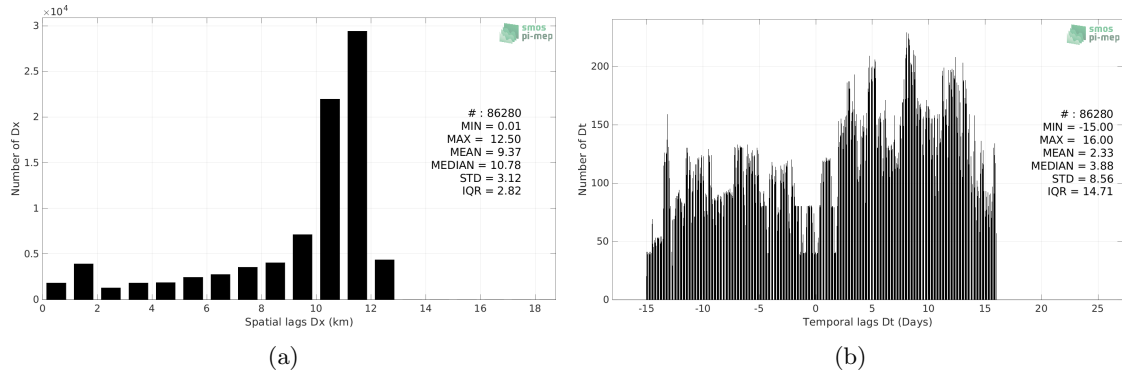 ×10⁴
3
2.5
2
1.5
1
0.5
0
Number of Dx
smos
pi-mep
# : 86280
MIN = 0.01
MAX = 12.50
MEAN = 9.37
MEDIAN = 10.78
STD = 3.12
IQR = 2.82
0 2 4 6 8 10 12 14 16 18
Spatial lags Dx (km)
(a)
200
150
100
50
0
Number of Dt
smos
pi-mep
# : 86280
MIN = -15.00
MAX = 16.00
MEAN = 2.33
MEDIAN = 3.88
STD = 8.56
IQR = 14.71
-15 -10 -5 0 5 10 15 20 25
Temporal lags Dt (Days)
(b)